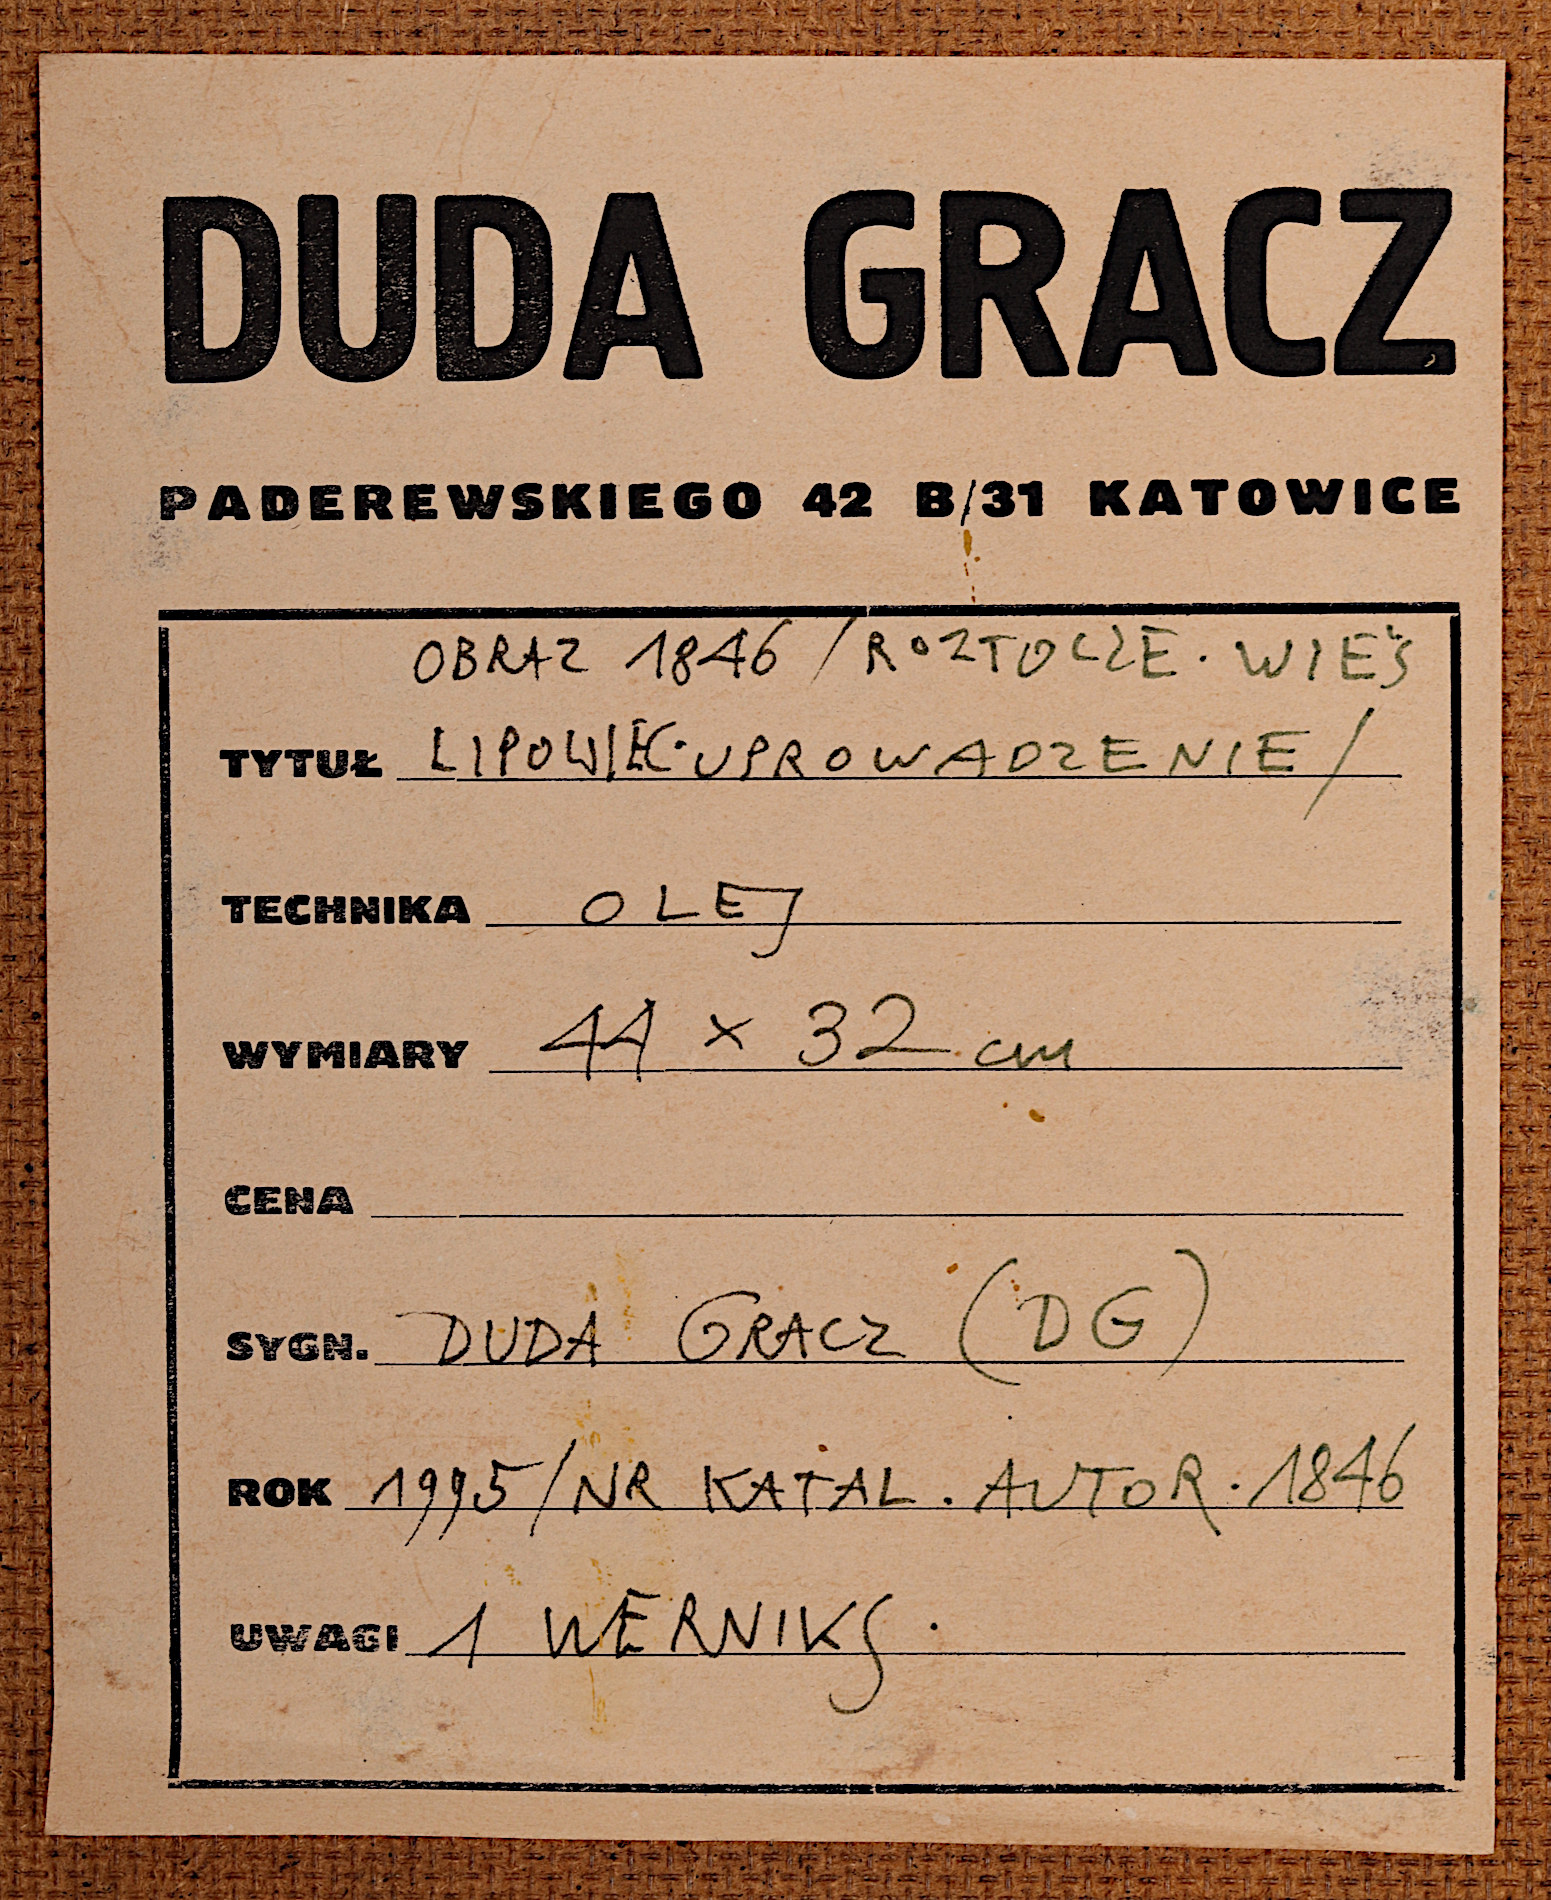 DUDA GRACZ
PADEREWSKIEGO 42 B/31 KATOWICE
OBRAZ 1846 / ROZTOCZE. WIEŚ
TYTUŁ LIPOWIEC. UPROWADZENIE /
TECHNIKA OLEJ
WYMIARY 44 x 32 cm
CENA
SYGN. DUDA GRACZ (DG)
ROK 1995 / NR KATAL. AUTOR. 1846
UWAGI 1 WERNIKS.